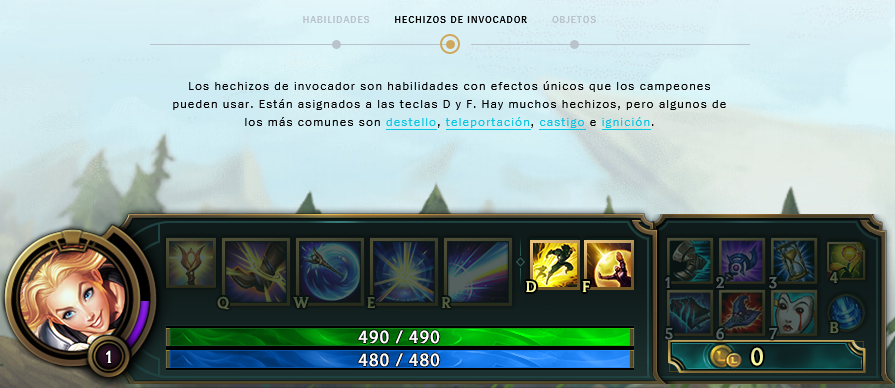 HABILIDADES HECHIZOS DE INVOCADOR OBJETOS
Los hechizos de invocador son habilidades con efectos únicos que los campeones
pueden usar. Están asignados a las teclas D y F. Hay muchos hechizos, pero algunos de
los más comunes son destello, teleportación, castigo e ignición.
Q W E R D F
1 2 3 4
5 6 7 B
490 / 490
480 / 480
1
L L 0